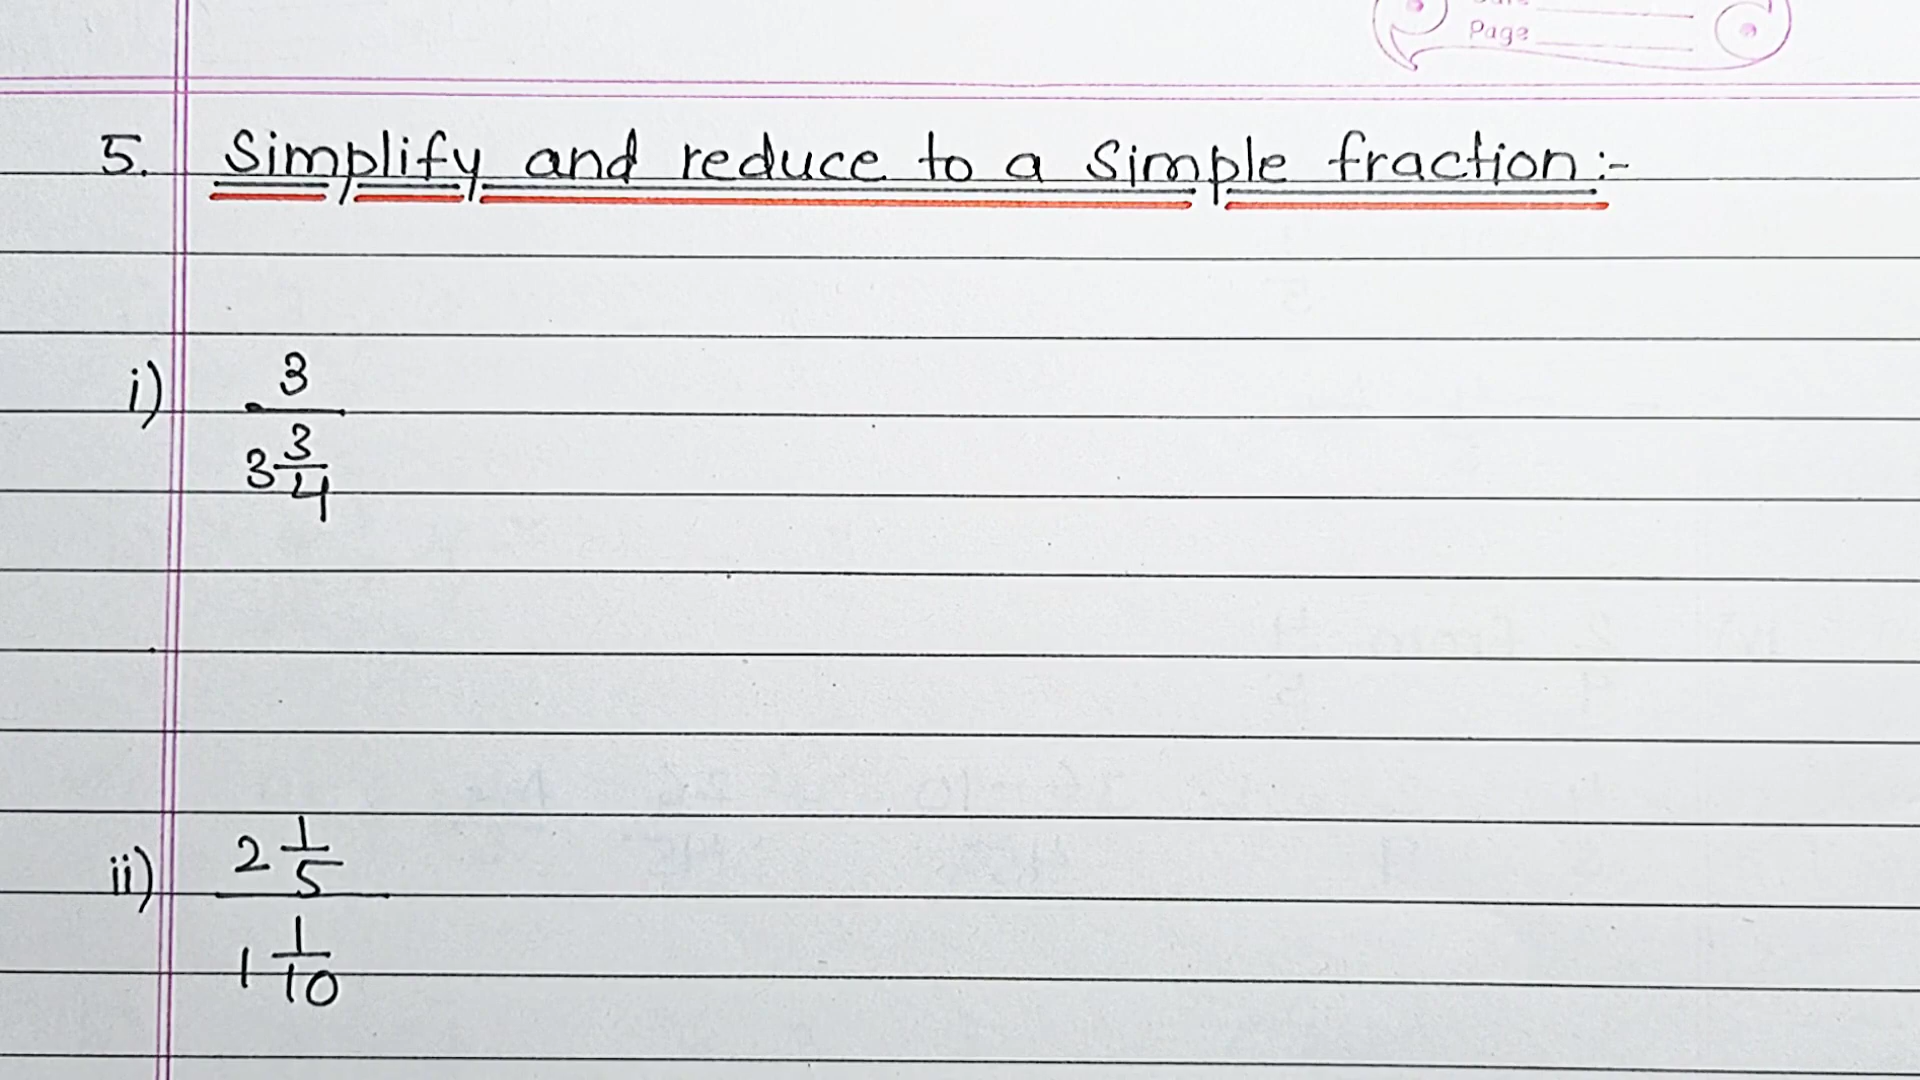 Page
5. Simplify and reduce to a simple fraction:-
i) 3
3 3/4
ii) 2 1/5
1 1/10